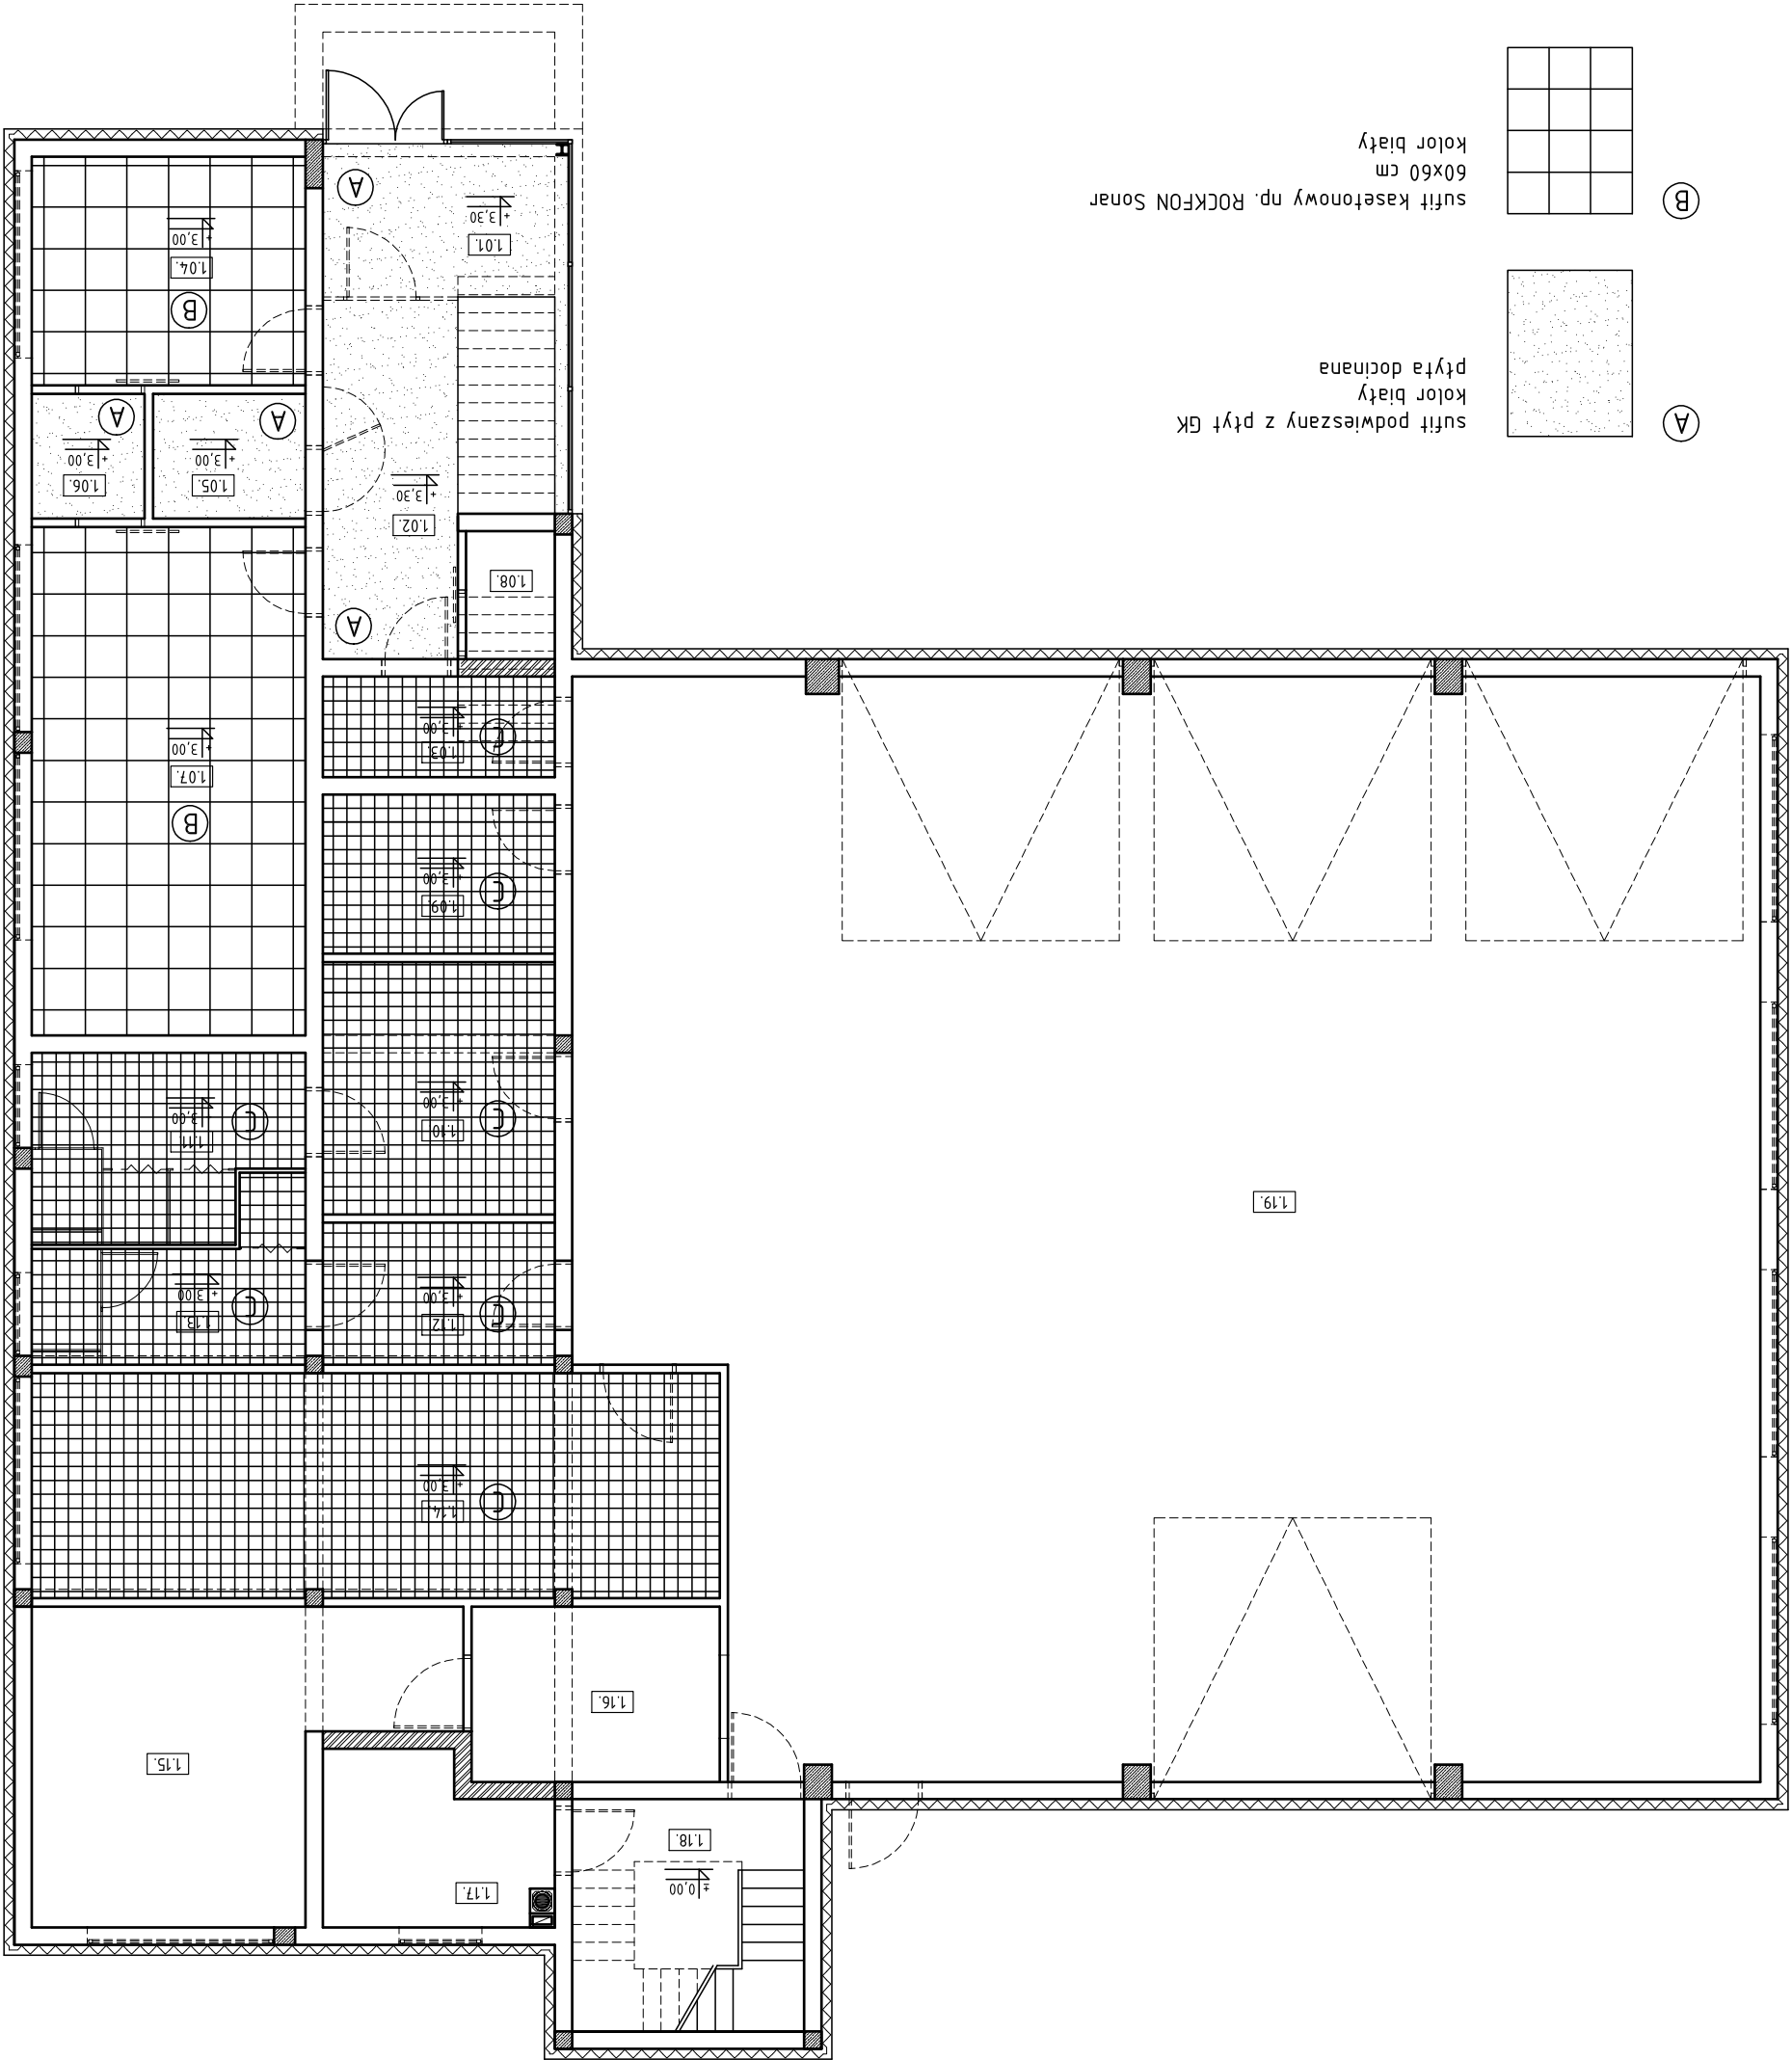 1.17.
1.18.
±0,00
1.15.
1.16.
C
1.14.
+3,00
C
1.12.
+3,00
C
1.13.
+3,00
1.19.
C
1.10.
+3,00
C
1.11.
+3,00
C
1.09.
+3,00
B
1.07.
+3,00
C
1.03.
+3,00
A
1.08.
1.02.
+3,30
A
1.05.
+3,00
A
1.06.
+3,00
B
1.04.
+3,00
1.01.
+3,30
A
A
sufit podwieszany z płyt GK
kolor biały
płyta docinana
B
sufit kasetonowy np. ROCKFON Sonar
60x60 cm
kolor biały